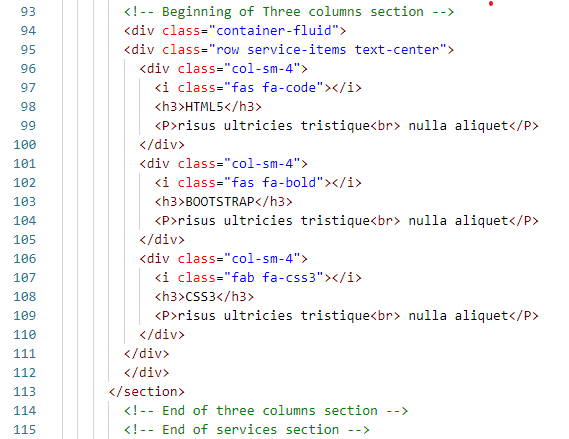 93 <!-- Beginning of Three columns section -->
94 <div class="container-fluid">
95 <div class="row service-items text-center">
96 <div class="col-sm-4">
97 <i class="fas fa-code"></i>
98 <h3>HTML5</h3>
99 <P>risus ultricies tristique<br> nulla aliquet</P>
100 </div>
101 <div class="col-sm-4">
102 <i class="fas fa-bold"></i>
103 <h3>BOOTSTRAP</h3>
104 <P>risus ultricies tristique<br> nulla aliquet</P>
105 </div>
106 <div class="col-sm-4">
107 <i class="fab fa-css3"></i>
108 <h3>CSS3</h3>
109 <P>risus ultricies tristique<br> nulla aliquet</P>
110 </div>
111 </div>
112 </div>
113 </section>
114 <!-- End of three columns section -->
115 <!-- End of services section -->